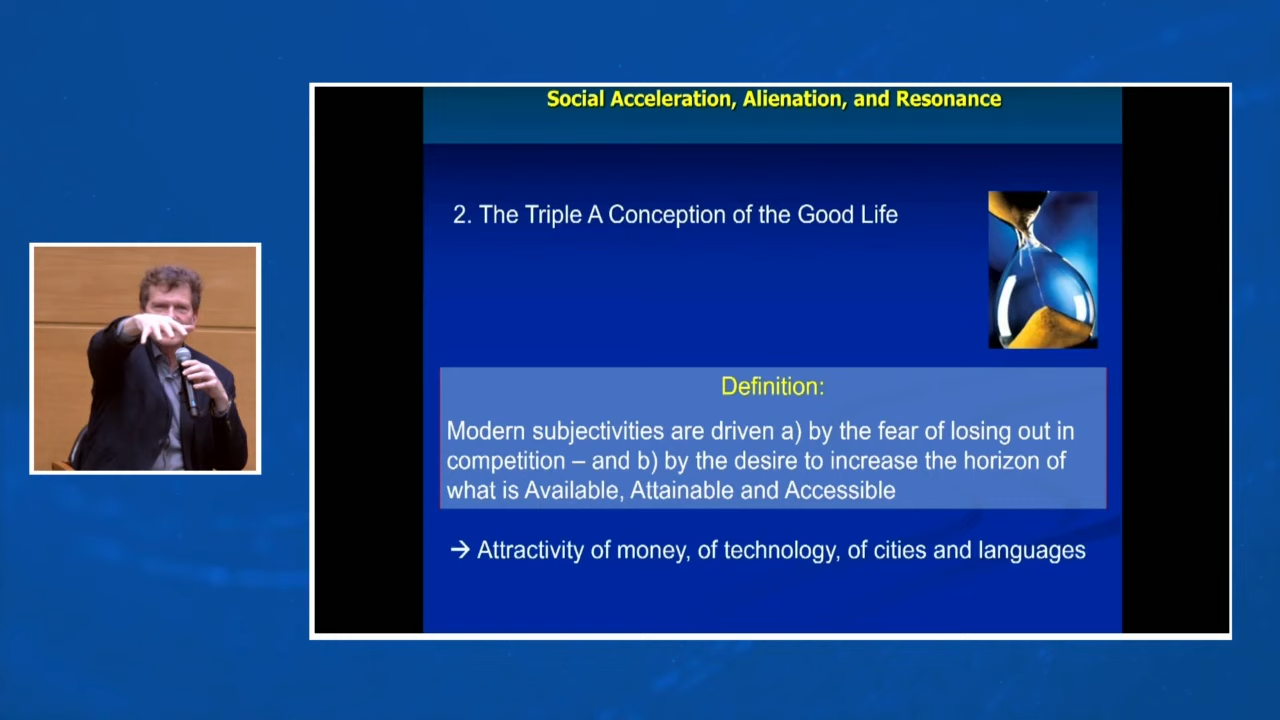 Social Acceleration, Alienation, and Resonance
2. The Triple A Conception of the Good Life
Definition:
Modern subjectivities are driven a) by the fear of losing out in
competition – and b) by the desire to increase the horizon of
what is Available, Attainable and Accessible
→ Attractivity of money, of technology, of cities and languages